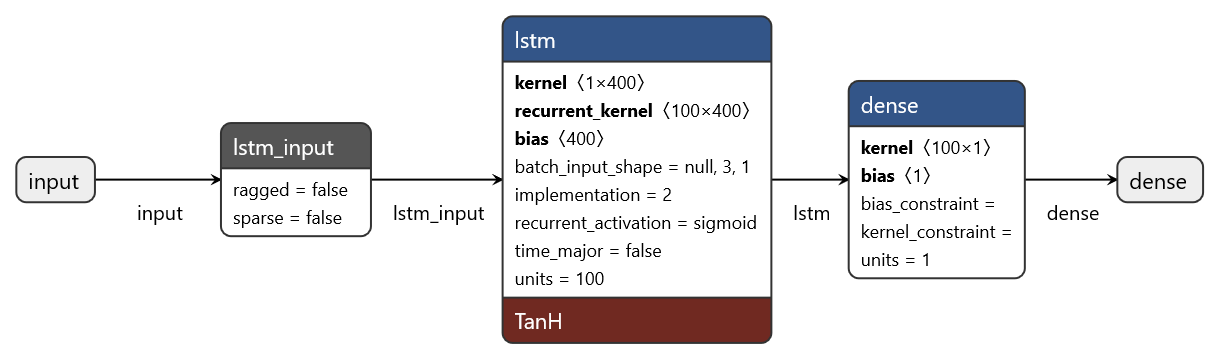 input
input
lstm_input
ragged = false
sparse = false
lstm_input
lstm
kernel〈1×400〉
recurrent_kernel〈100×400〉
bias〈400〉
batch_input_shape = null, 3, 1
implementation = 2
recurrent_activation = sigmoid
time_major = false
units = 100
TanH
lstm
dense
kernel〈100×1〉
bias〈1〉
bias_constraint =
kernel_constraint =
units = 1
dense
dense